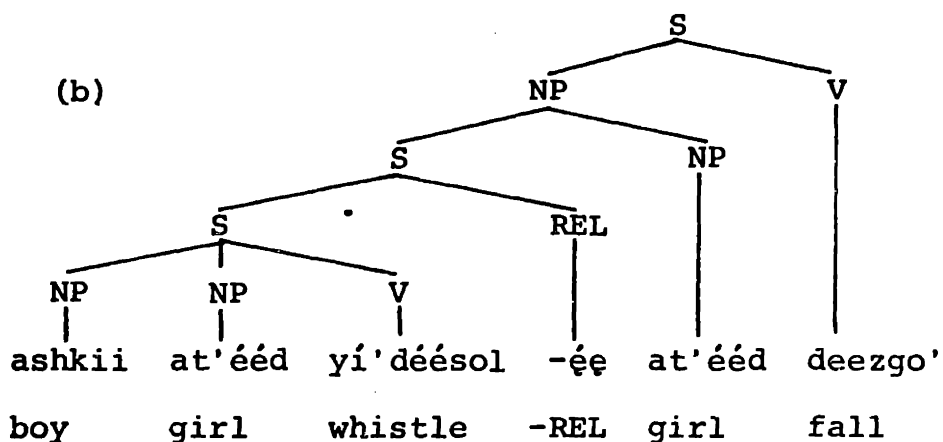 S
(b)
NP V
S NP
S REL
NP NP V
ashkii at'ééd yí'déésol -ę́ę at'ééd deezgo'
boy girl whistle -REL girl fall